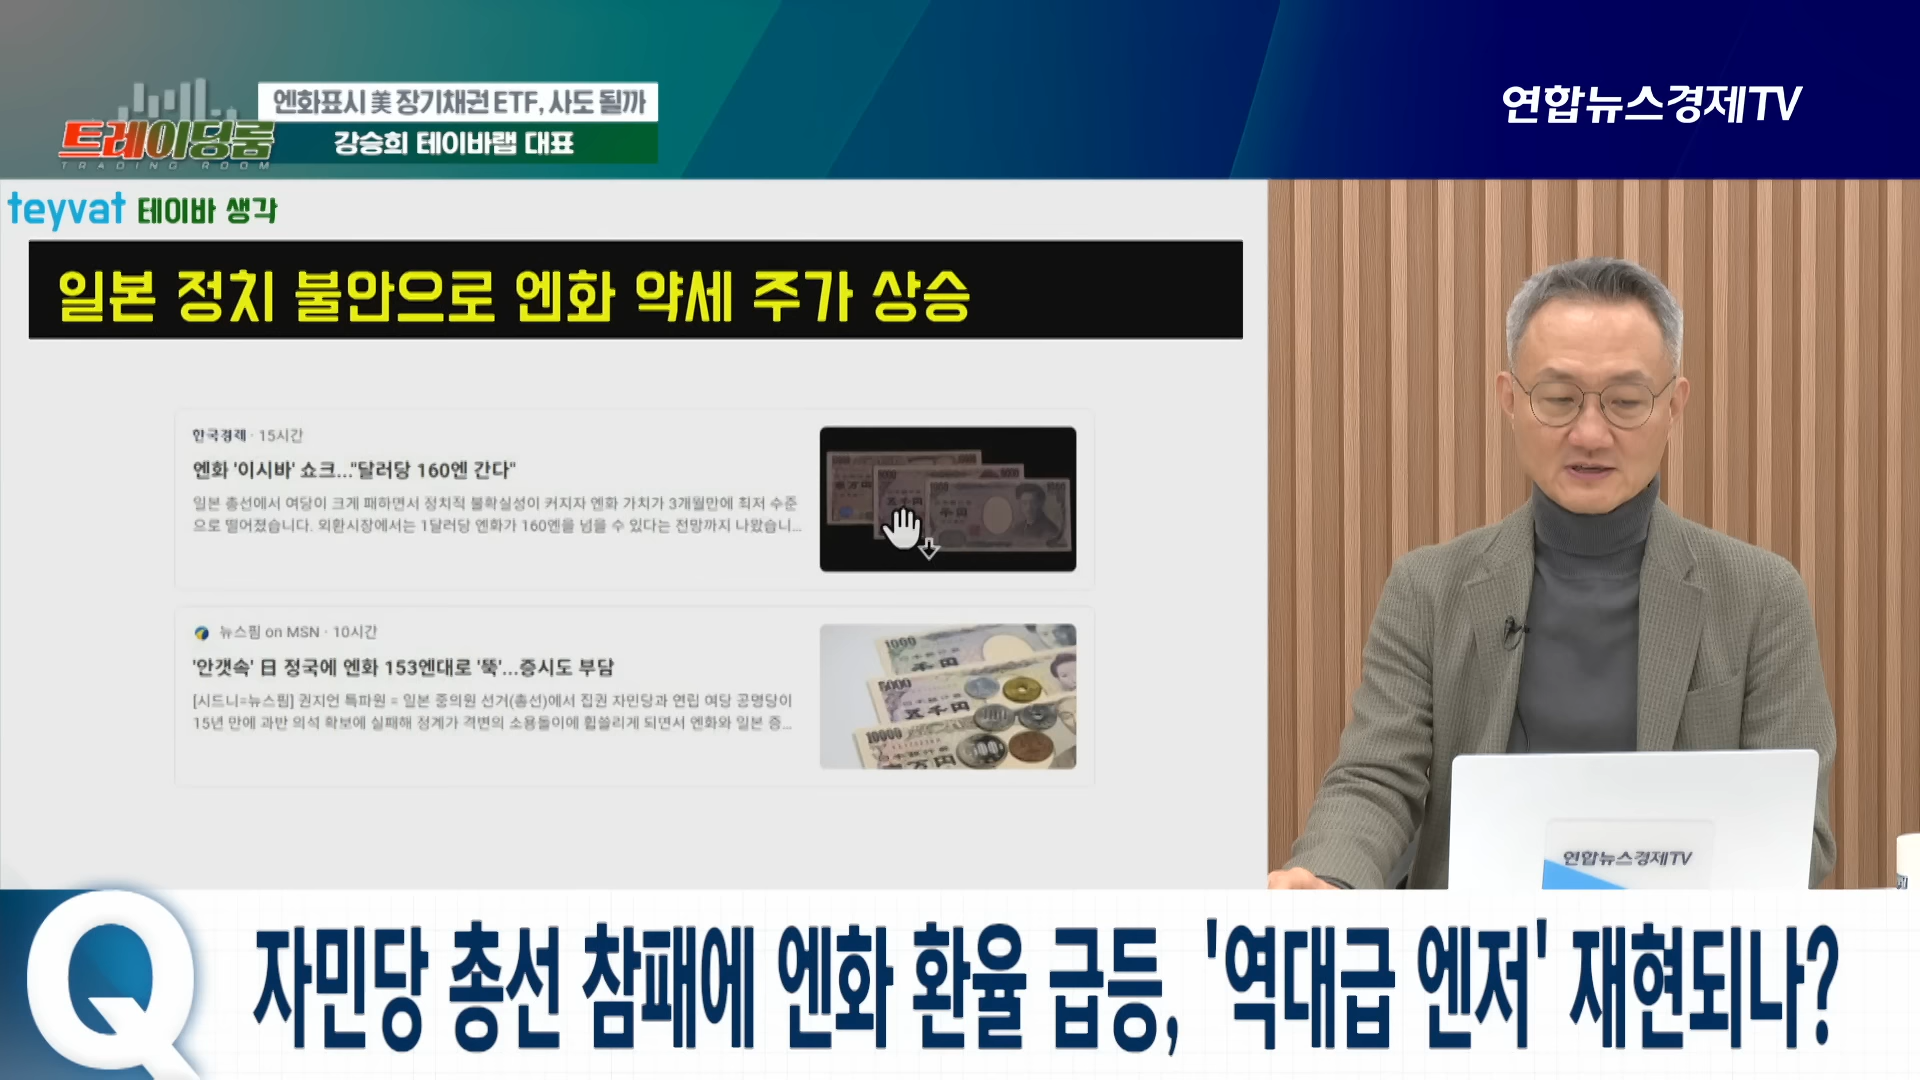 엔화표시 美 장기채권 ETF, 사도 될까
트레이딩룸
TRADING ROOM
강승희 테이바랩 대표
연합뉴스경제TV
teyvat 테이바 생각
일본 정치 불안으로 엔화 약세 주가 상승
한국경제 · 15시간
엔화 '이시바' 쇼크..."달러당 160엔 간다"
일본 총선에서 여당이 크게 패하면서 정치적 불확실성이 커지자 엔화 가치가 3개월만에 최저 수준
으로 떨어졌습니다. 외환시장에서는 1달러당 엔화가 160엔을 넘을 수 있다는 전망까지 나왔습니...
뉴스핌 on MSN · 10시간
'안갯속' 日 정국에 엔화 153엔대로 '뚝'...증시도 부담
[시드니=뉴스핌] 권지언 특파원 = 일본 중의원 선거(총선)에서 집권 자민당과 연립 여당 공명당이
15년 만에 과반 의석 확보에 실패해 정계가 격변의 소용돌이에 휩쓸리게 되면서 엔화와 일본 증...
1000
5000
10000
연합뉴스경제TV
Q 자민당 총선 참패에 엔화 환율 급등, '역대급 엔저' 재현되나?